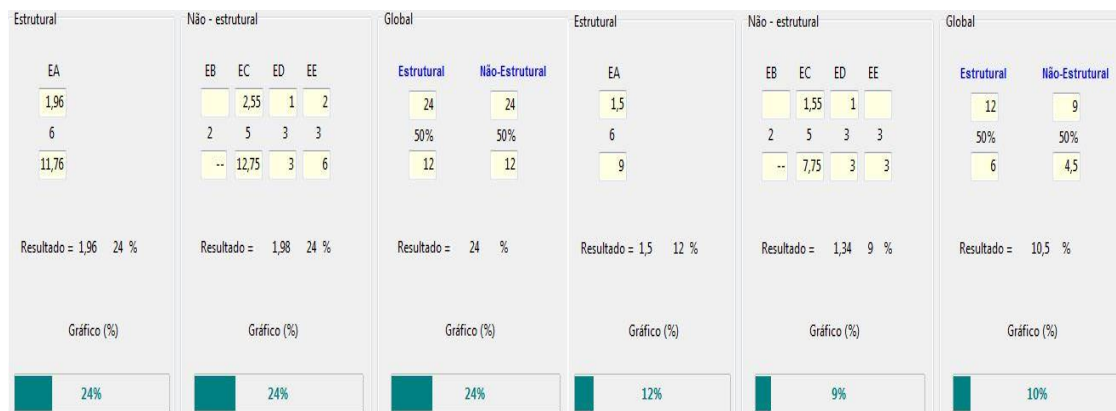 Estrutural
EA
1,96
6
11,76
Resultado = 1,96 24 %
Gráfico (%)
24%
Não - estrutural
EB EC ED EE
2,55 1 2
2 5 3 3
-- 12,75 3 6
Resultado = 1,98 24 %
Gráfico (%)
24%
Global
Estrutural Não-Estrutural
24 24
50% 50%
12 12
Resultado = 24 %
Gráfico (%)
24%
Estrutural
EA
1,5
6
9
Resultado = 1,5 12 %
Gráfico (%)
12%
Não - estrutural
EB EC ED EE
1,55 1
2 5 3 3
-- 7,75 3 3
Resultado = 1,34 9 %
Gráfico (%)
9%
Global
Estrutural Não-Estrutural
12 9
50% 50%
6 4,5
Resultado = 10,5 %
Gráfico (%)
10%